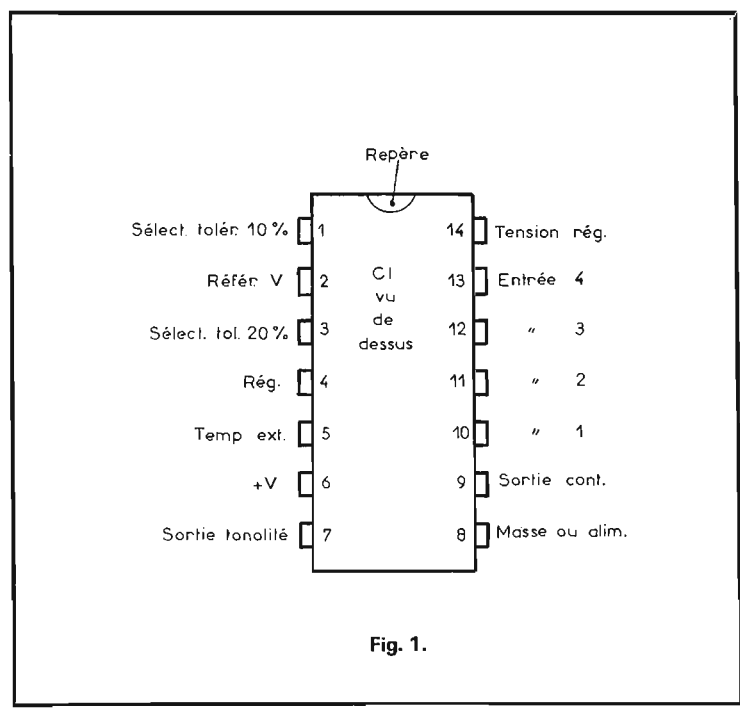 Repère
Sélect. tolér. 10 % 1
Référ. V 2
Sélect. tol. 20 % 3
Rég. 4
Temp ext. 5
+V 6
Sortie tonolité 7
CI
vu
de
dessus
14 Tension rég.
13 Entrée 4
12 " 3
11 " 2
10 " 1
9 Sortie cont.
8 Masse ou alim.
Fig. 1.